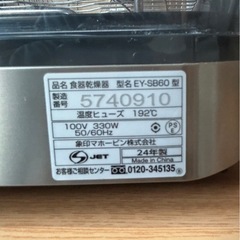 品名 食器乾燥器 型名 EY-SB60 型
製造番号 5740910
温度ヒューズ 192℃
100V 330W
50/60Hz
PSE
象印マホービン株式会社
JET 24年製
Made in China
お客様ご相談センター 0120-345135